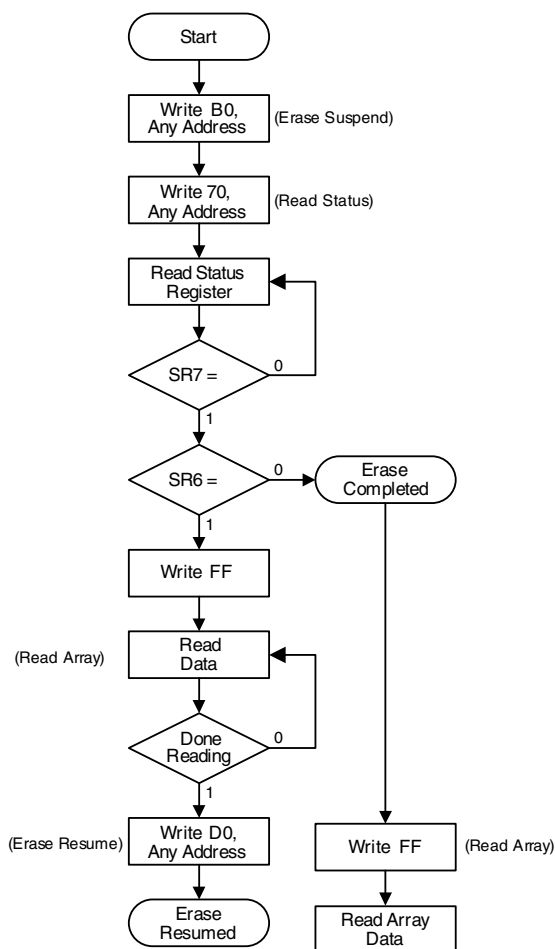 Start
Write B0,
Any Address
(Erase Suspend)
Write 70,
Any Address
(Read Status)
Read Status
Register
SR7 =
0
1
SR6 =
0
Erase
Completed
1
Write FF
(Read Array)
Read
Data
Done
Reading
0
1
(Erase Resume)
Write D0,
Any Address
Write FF
(Read Array)
Erase
Resumed
Read Array
Data